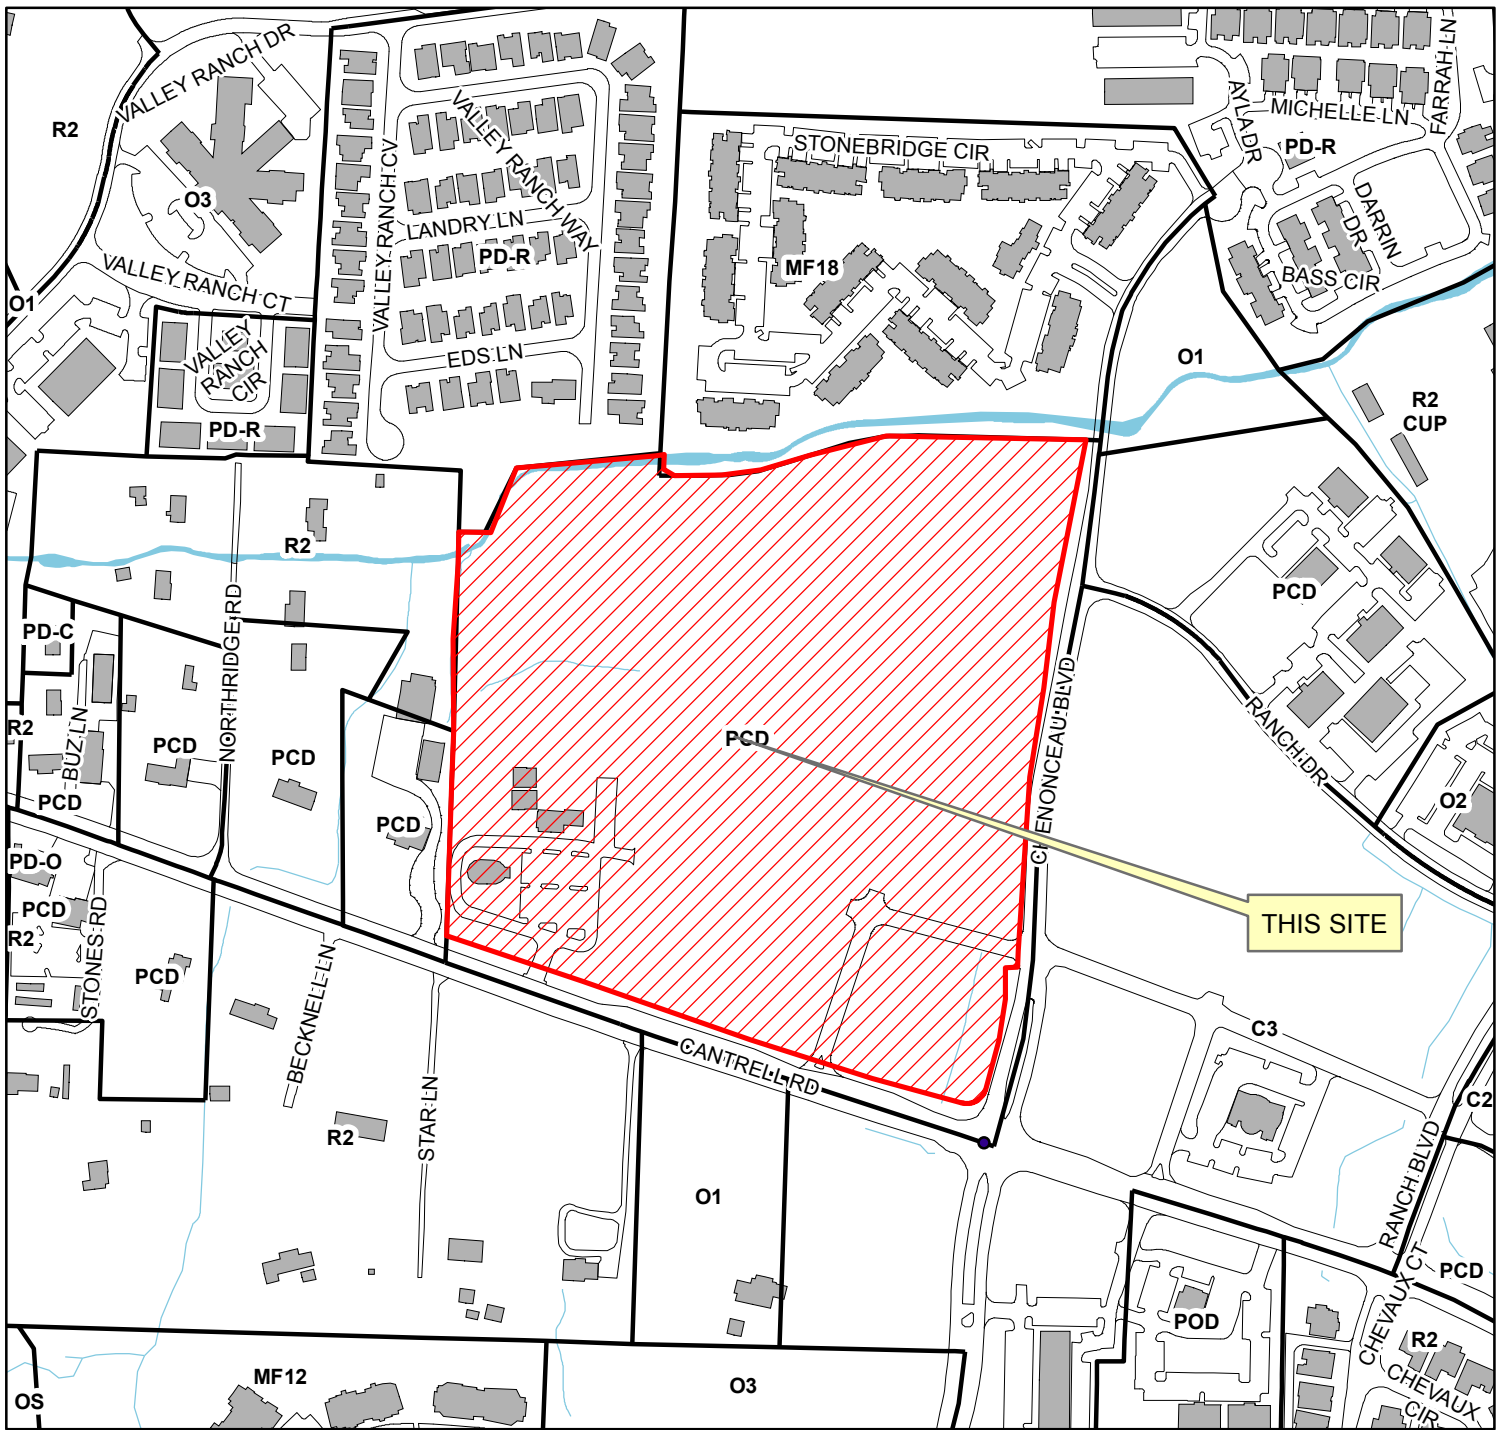 VALLEY RANCH DR
R2
O3
VALLEY RANCH CT
O1
VALLEY
RANCH
CIR
PD-R
VALLEY RANCH CV
VALLEY RANCH WAY
LANDRY LN
PD-R
EDS LN
STONEBRIDGE CIR
MF18
AYLA DR
MICHELLE LN
FARRAH LN
PD-R
DARRIN
DR
BASS CIR
O1
R2
CUP
R2
NORTHRIDGE RD
PD-C
R2
BUZ LN
PCD
PCD
PCD
PCD
PCD
CHENONCEAU BLVD
PCD
RANCH DR
O2
THIS SITE
PD-O
PCD
R2
STONES RD
PCD
BECKNELL LN
STAR LN
R2
CANTRELL RD
O1
C3
C2
RANCH BLVD
CHEVAUX CT
PCD
POD
R2
CHEVAUX
CIR
OS
MF12
O3